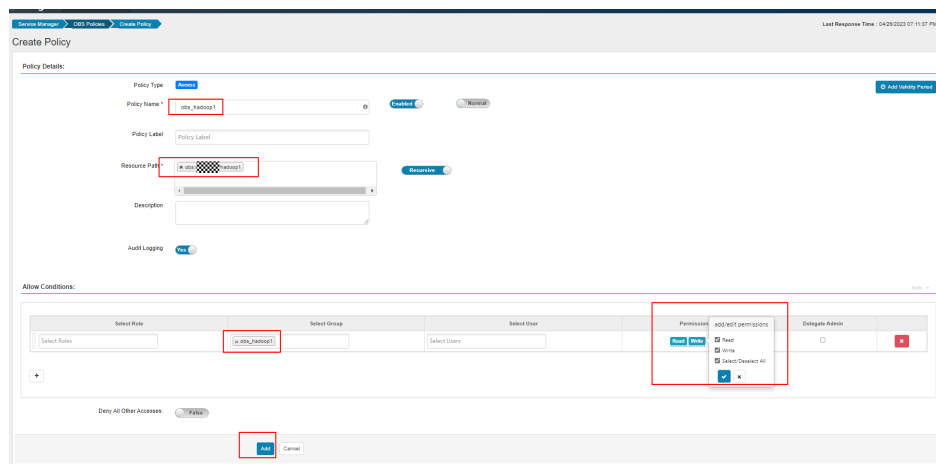 Service Manager OBS Policies Create Policy Last Response Time : 04/26/2023 07:11:37 PM
Create Policy
Policy Details:
Policy Type Access Add Validity Period
Policy Name * obs_hadoop1 Enabled Normal
Policy Label Policy Label
Resource Path * obs: hadoop1 Recursive
Description
Audit Logging Yes
Allow Conditions:
Select Role Select Group Select User Permissions add/edit permissions Delegate Admin
Select Roles obs_hadoop1 Select Users Read Write Read
Write
Select/Deselect All
+
Deny All Other Accesses: False
Add Cancel